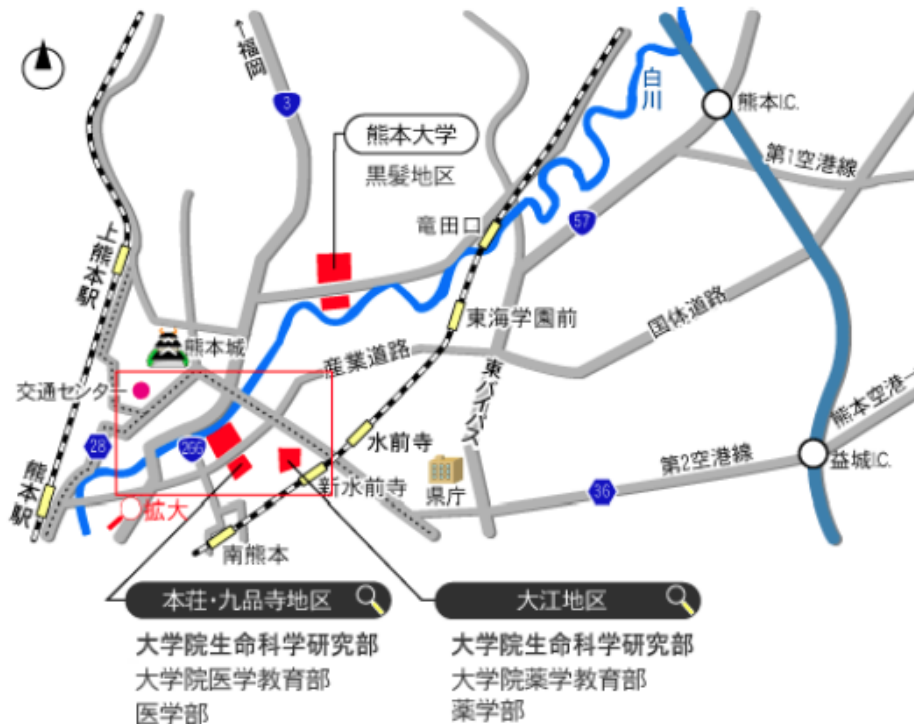 ←福岡
3
白川
熊本I.C.
熊本大学
黒髪地区
第1空港線
竜田口
57
上熊本駅
東海学園前
国体道路
熊本城
産業道路
東バイパス
交通センター
熊本空港→
28
266
水前寺
第2空港線
益城I.C.
新水前寺
県庁
36
熊本駅
拡大
南熊本
本荘・九品寺地区
大江地区
大学院生命科学研究部
大学院医学教育部
医学部
大学院生命科学研究部
大学院薬学教育部
薬学部